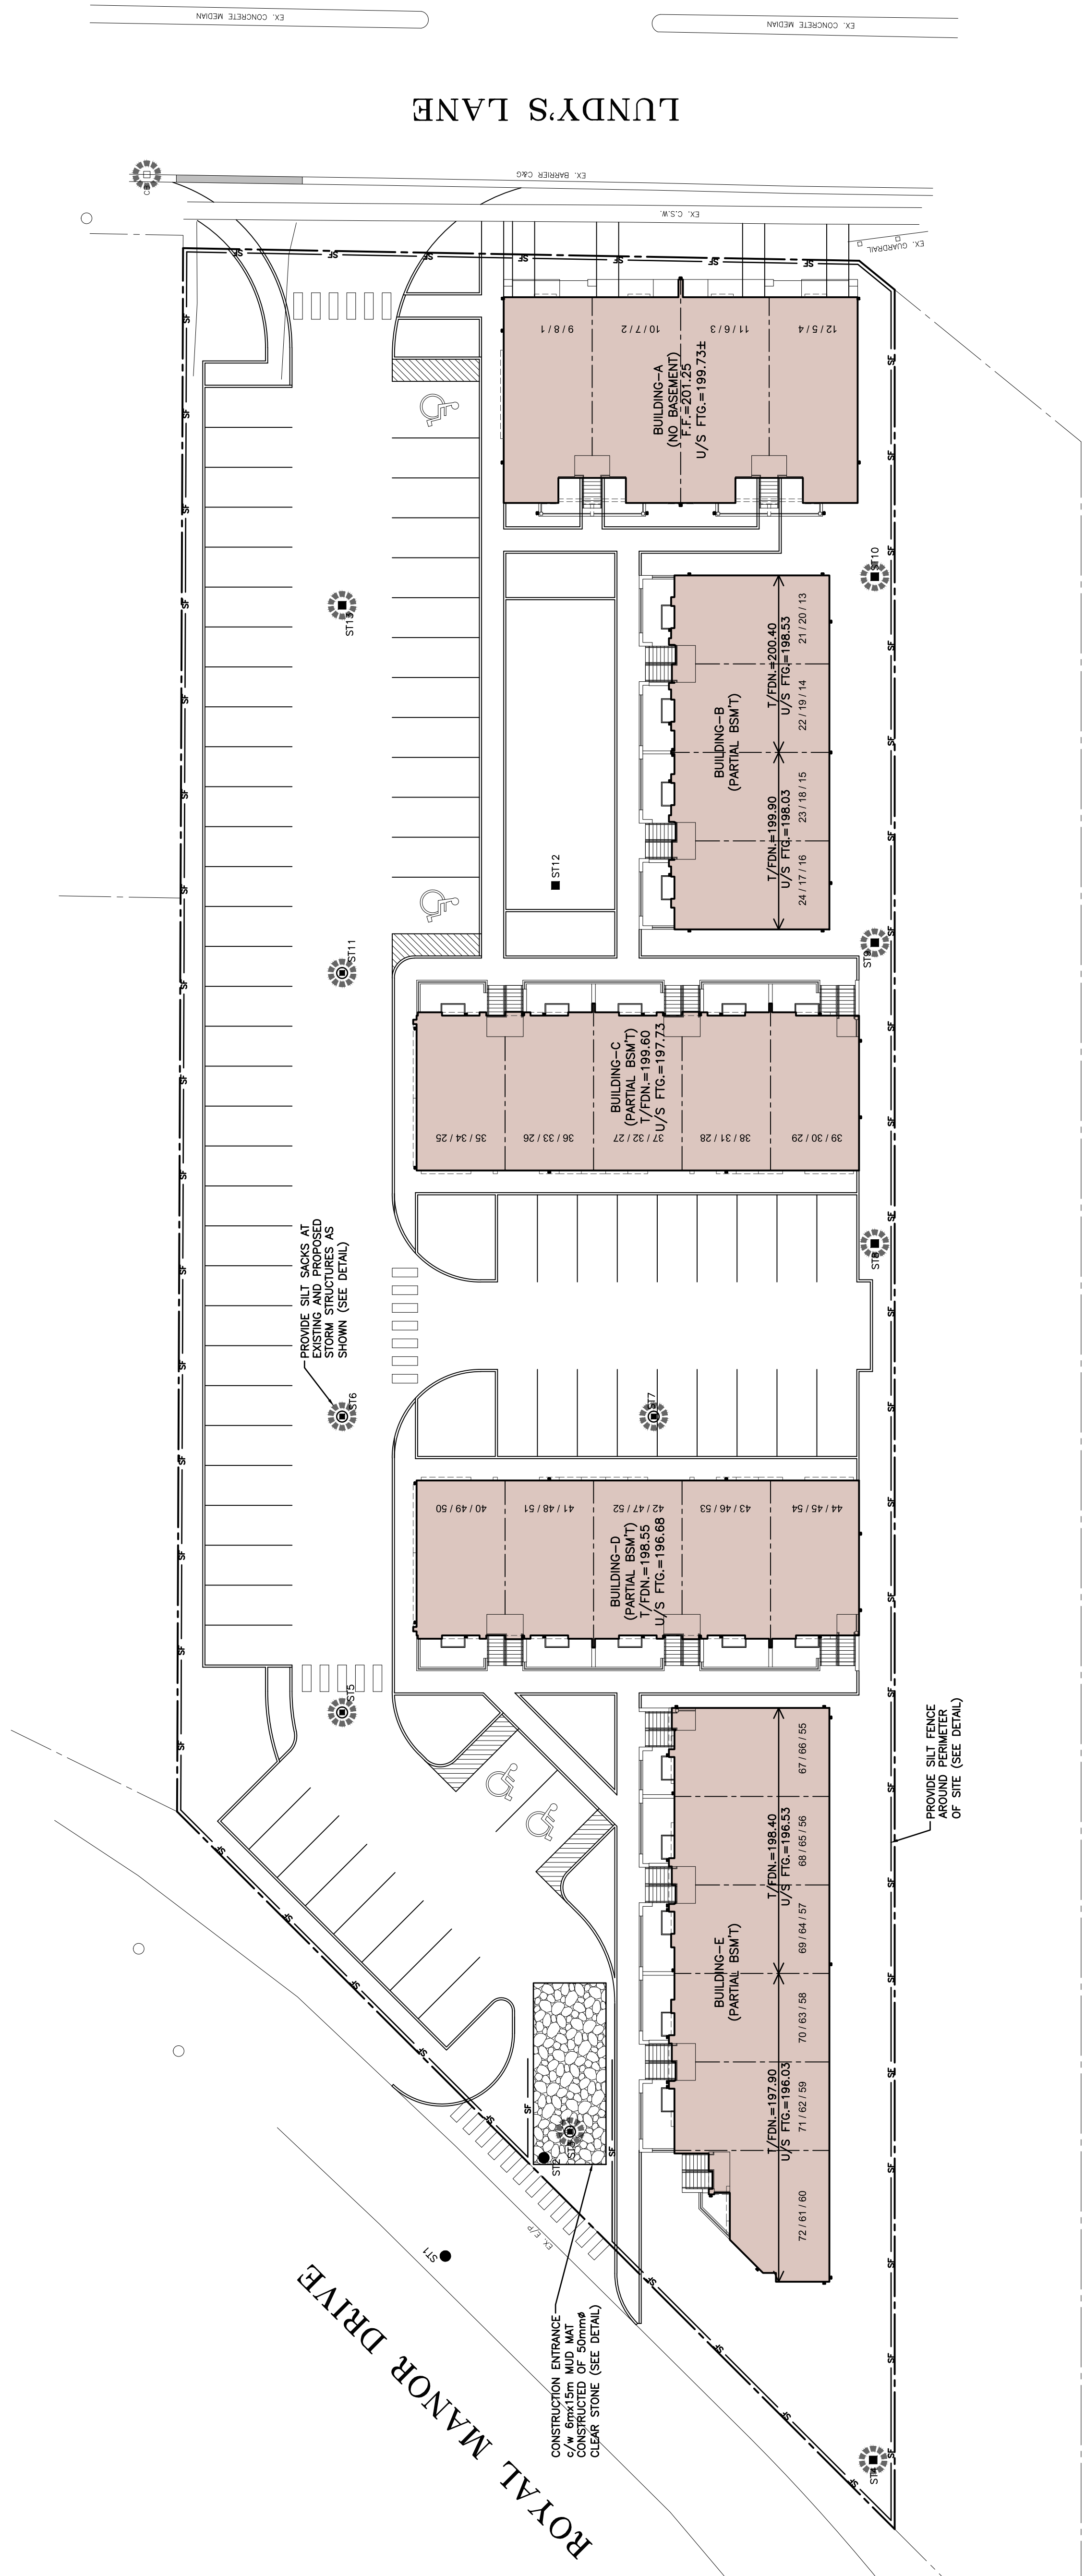 EX. CONCRETE MEDIAN
EX. CONCRETE MEDIAN
LUNDY'S LANE
EX. BARRIER C&G
CB
EX. C.S.W.
EX. GUARDRAIL
SF
SF
SF
SF
SF
SF
SF
9 / 8 / 1
10 / 7 / 2
11 / 6 / 3
12 / 5 / 4
BUILDING-A
(NO BASEMENT)
F.F.=201.25
U/S FTG.=199.73±
ST10
ST13
BUILDING-B
(PARTIAL BSM'T)
T/FDN.=200.40
U/S FTG.=198.53
21 / 20 / 13
22 / 19 / 14
T/FDN.=199.90
U/S FTG.=198.03
23 / 18 / 15
24 / 17 / 16
ST12
ST11
ST9
BUILDING-C
(PARTIAL BSM'T)
T/FDN.=199.60
U/S FTG.=197.73
35 / 34 / 25
36 / 33 / 26
37 / 32 / 27
38 / 31 / 28
39 / 30 / 29
PROVIDE SILT SACKS AT
EXISTING AND PROPOSED
STORM STRUCTURES AS
SHOWN (SEE DETAIL)
ST8
ST6
ST7
40 / 49 / 50
41 / 48 / 51
42 / 47 / 52
43 / 46 / 53
44 / 45 / 54
BUILDING-D
(PARTIAL BSM'T)
T/FDN.=198.55
U/S FTG.=196.68
ST5
PROVIDE SILT FENCE
AROUND PERIMETER
OF SITE (SEE DETAIL)
BUILDING-E
(PARTIAL BSM'T)
T/FDN.=198.40
U/S FTG.=196.53
67 / 66 / 55
68 / 65 / 56
69 / 64 / 57
70 / 63 / 58
T/FDN.=197.90
U/S FTG.=196.03
71 / 62 / 59
72 / 61 / 60
SF
SF
ST2
ST1
EX. E/P
ROYAL MANOR DRIVE
CONSTRUCTION ENTRANCE
c/w 6mx15m MUD MAT
CONSTRUCTED OF 50mmø
CLEAR STONE (SEE DETAIL)
ST4